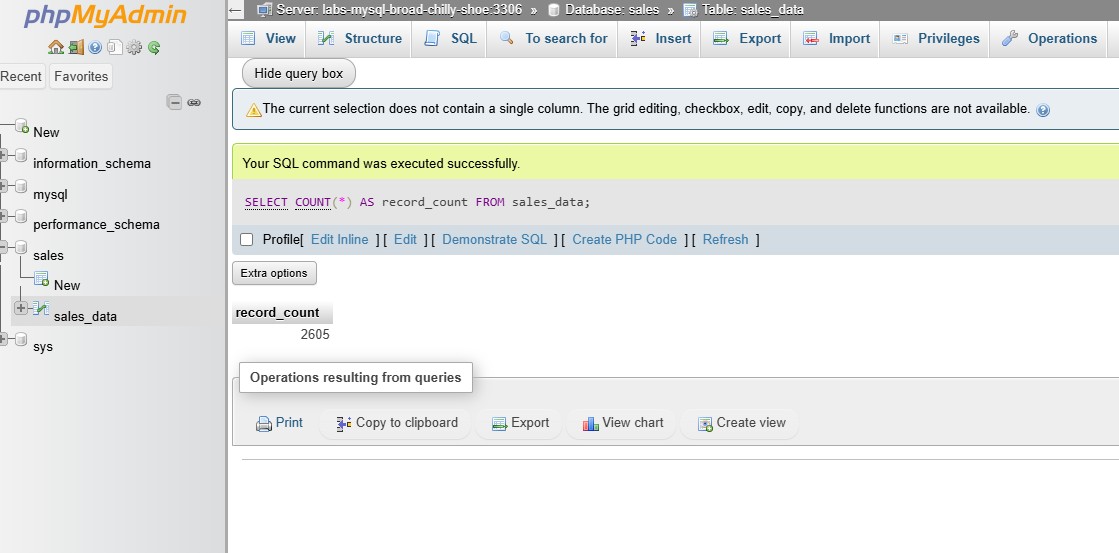 phpMyAdmin
Server: labs-mysql-broad-chilly-shoe:3306 » Database: sales » Table: sales_data
View Structure SQL To search for Insert Export Import Privileges Operations
Hide query box
Recent Favorites
The current selection does not contain a single column. The grid editing, checkbox, edit, copy, and delete functions are not available.
New
information_schema
mysql
performance_schema
sales
New
sales_data
sys
Your SQL command was executed successfully.
SELECT COUNT(*) AS record_count FROM sales_data;
Profile[ Edit Inline ] [ Edit ] [ Demonstrate SQL ] [ Create PHP Code ] [ Refresh ]
Extra options
record_count
2605
Operations resulting from queries
Print Copy to clipboard Export View chart Create view